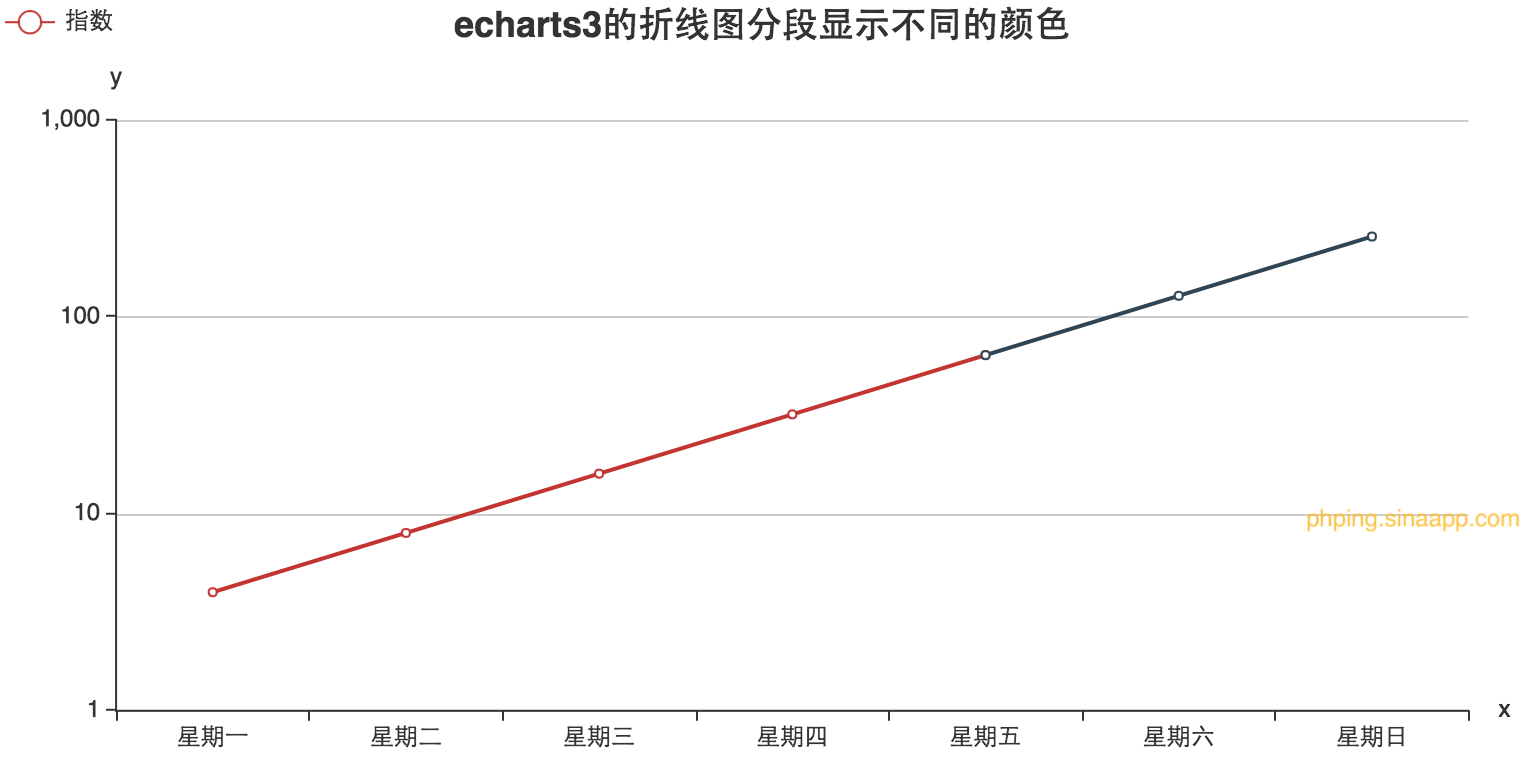 指数
echarts3的折线图分段显示不同的颜色
y
1,000
100
10
1
phping.sinaapp.com
x
星期一
星期二
星期三
星期四
星期五
星期六
星期日